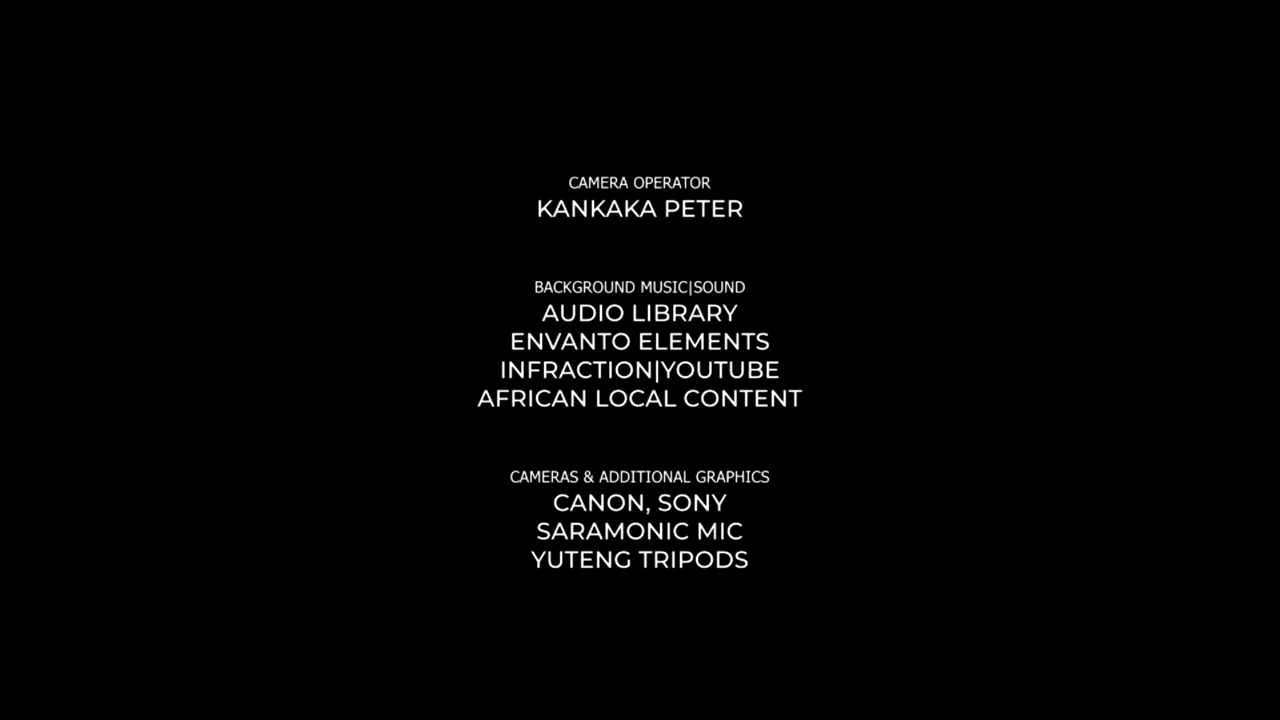 CAMERA OPERATOR
KANKAKA PETER
BACKGROUND MUSIC|SOUND
AUDIO LIBRARY
ENVANTO ELEMENTS
INFRACTION|YOUTUBE
AFRICAN LOCAL CONTENT
CAMERAS & ADDITIONAL GRAPHICS
CANON, SONY
SARAMONIC MIC
YUTENG TRIPODS